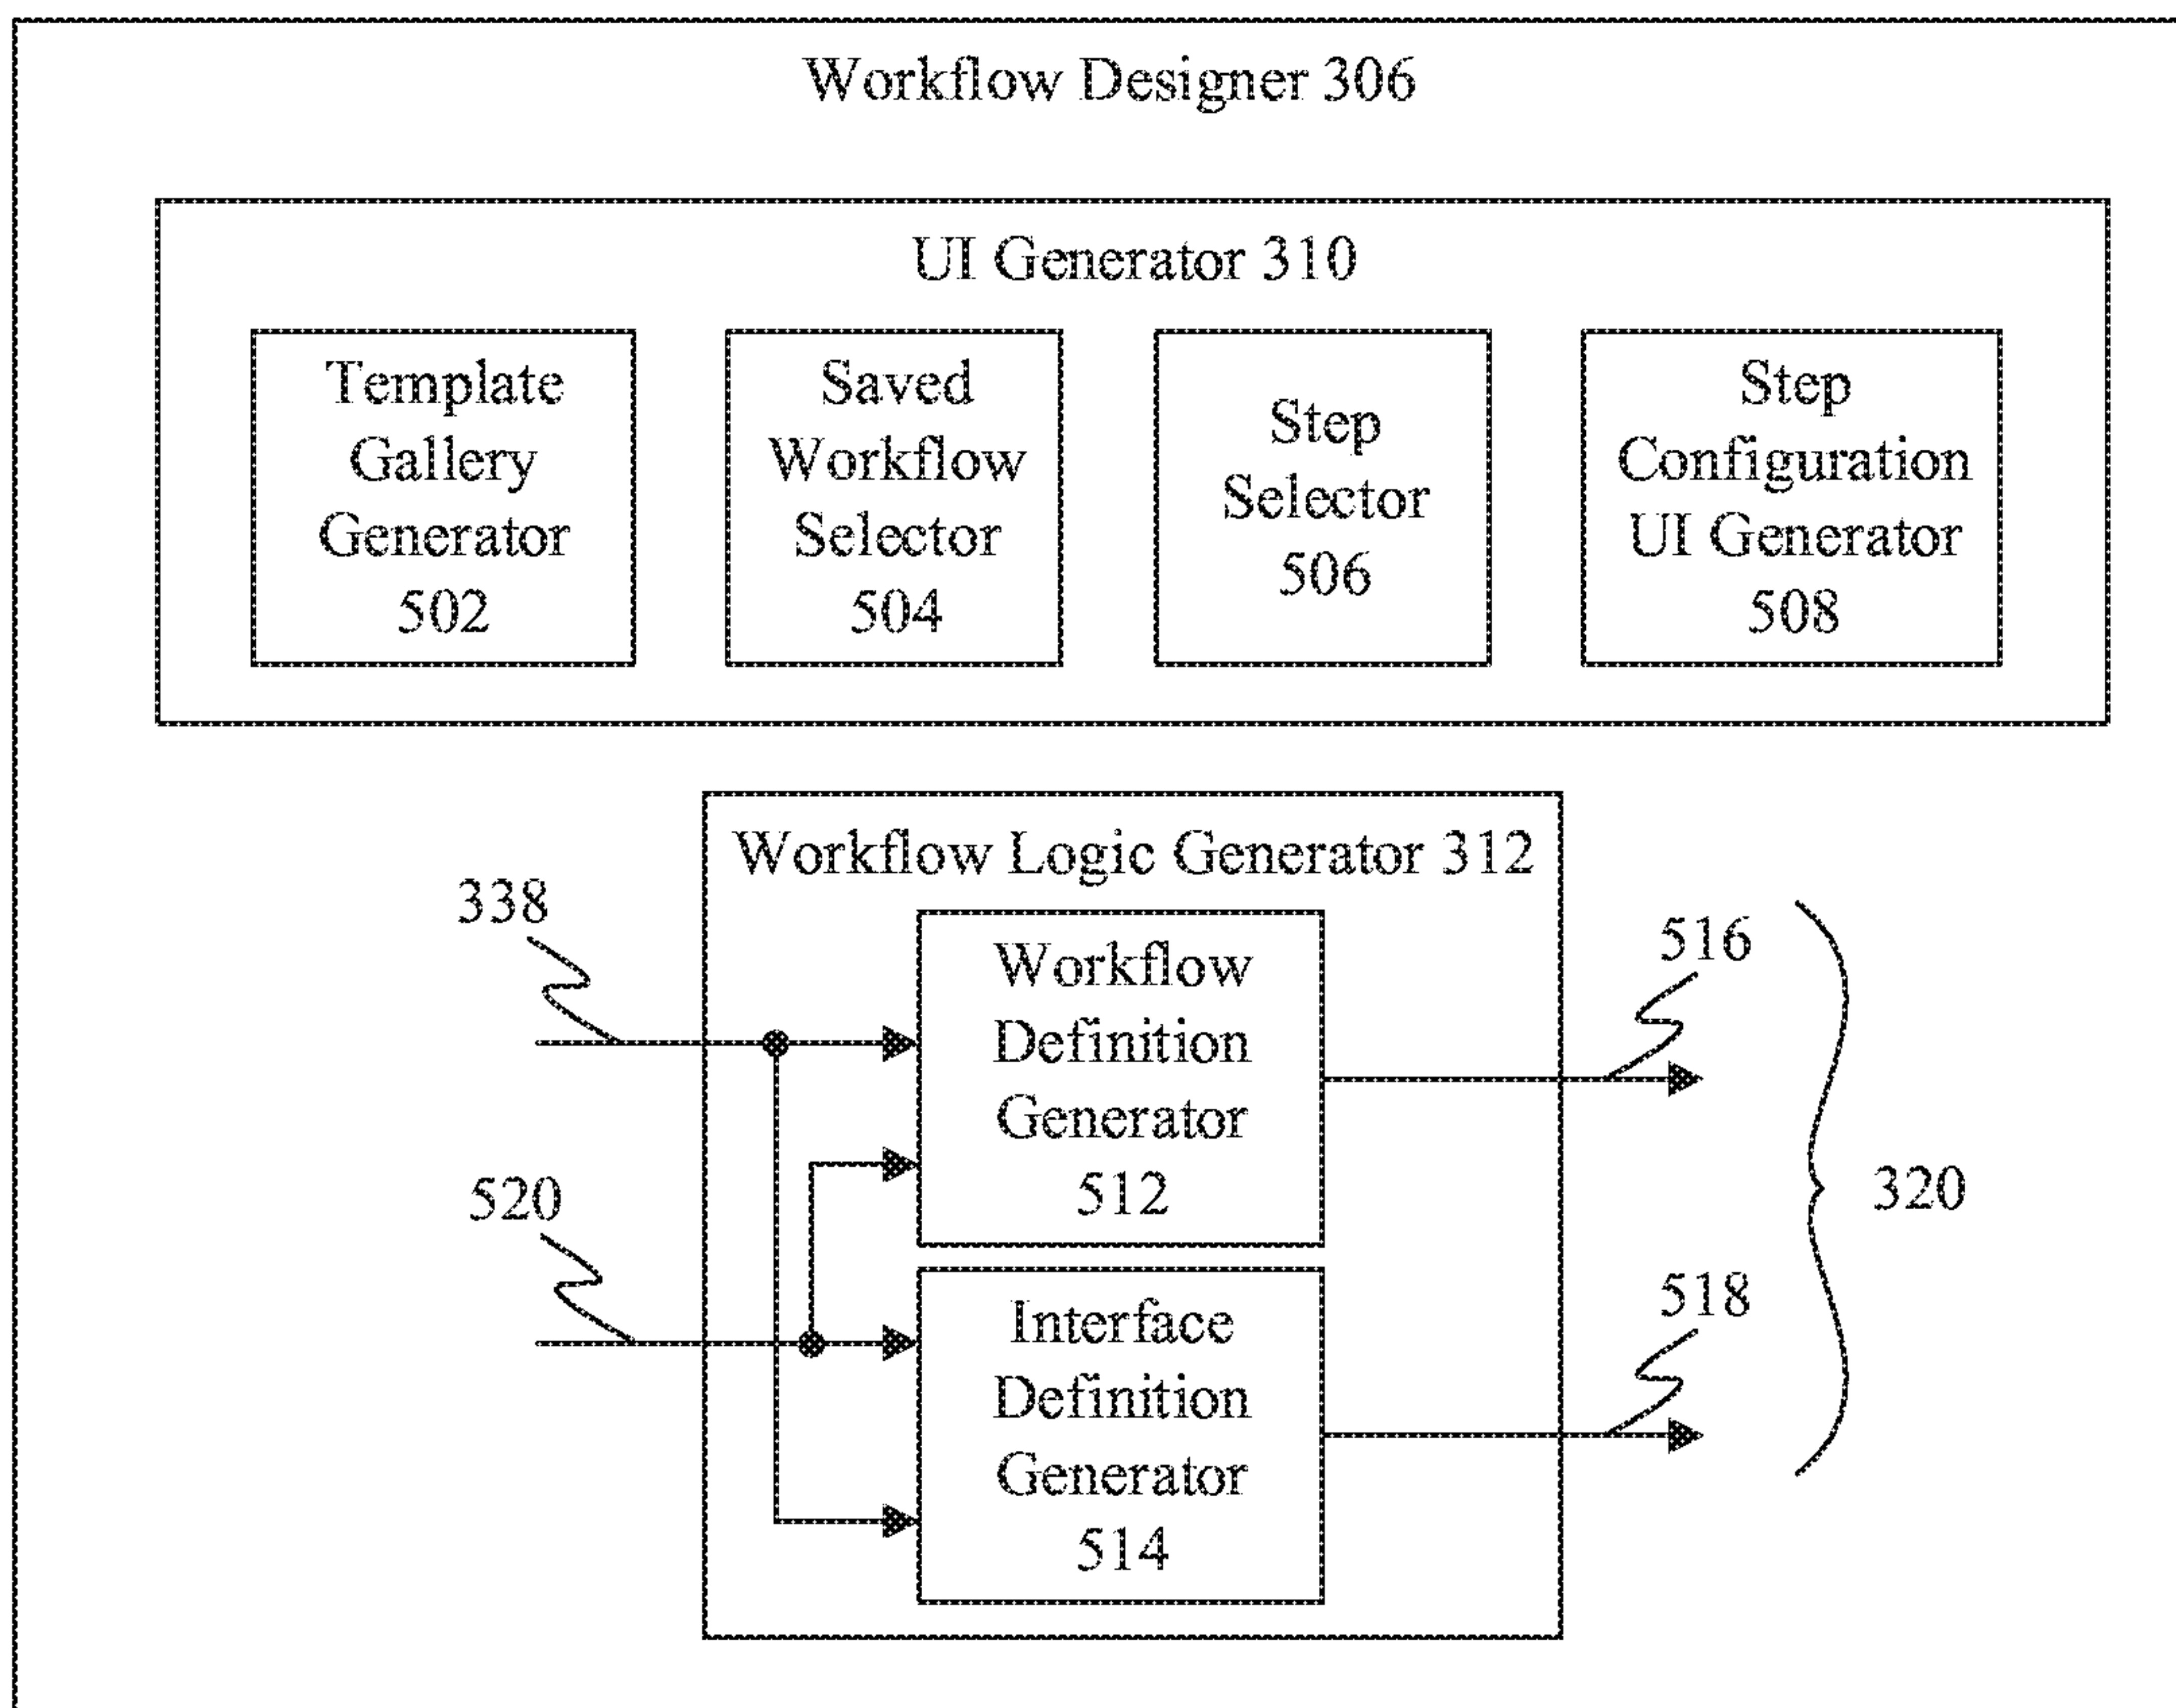 Workflow Designer 306
UI Generator 310
Template
Gallery
Generator
502
Saved
Workflow
Selector
504
Step
Selector
506
Step
Configuration
UI Generator
508
Workflow Logic Generator 312
338
520
Workflow
Definition
Generator
512
Interface
Definition
Generator
514
516
518
320